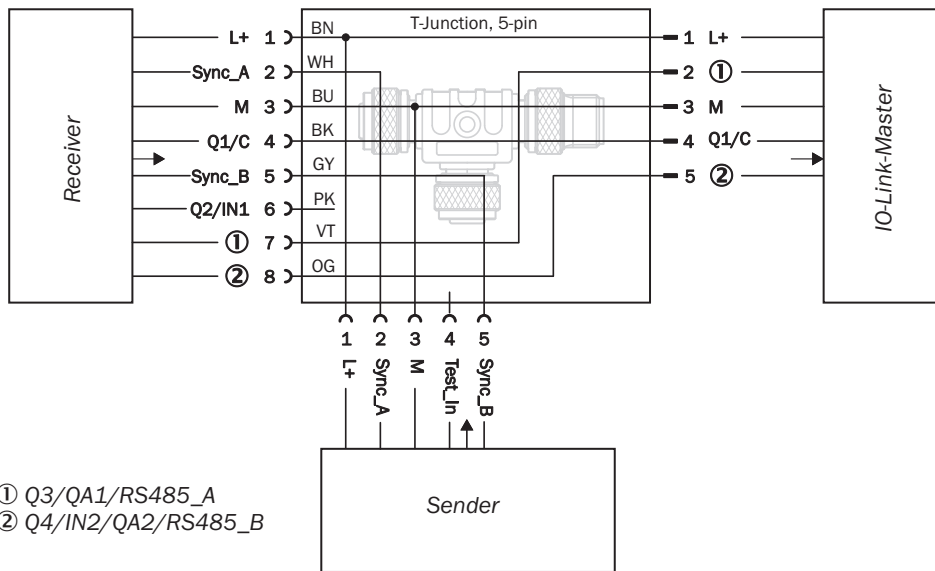 T-Junction, 5-pin
Receiver
IO-Link-Master
L+ 1 BN 1 L+
Sync_A 2 WH 2 ①
M 3 BU 3 M
Q1/C 4 BK 4 Q1/C
Sync_B 5 GY 5 ②
Q2/IN1 6 PK
① 7 VT
② 8 OG
1 2 3 4 5
L+ Sync_A M Test_In Sync_B
Sender
① Q3/QA1/RS485_A
② Q4/IN2/QA2/RS485_B